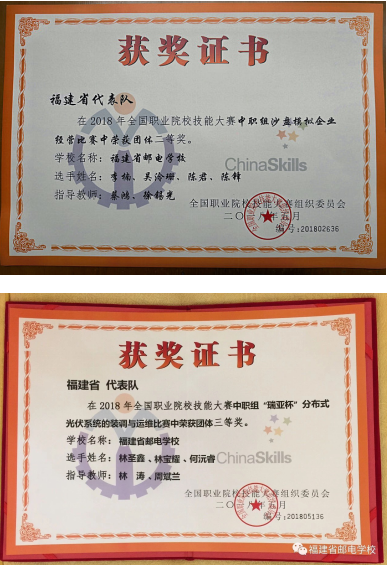 获奖证书
福建省代表队
在2018年全国职业院校技能大赛中职组沙盘模拟企业
经营比赛中荣获团体二等奖。
学校名称：福建省邮电学校
选手姓名：李楠、吴泠珊、陈君、陈锋
指导教师：蔡鸿、徐锡光
ChinaSkills
全国职业院校技能大赛组织委员会
二〇一八年五月
编号:201802636
获奖证书
福建省 代表队
在2018年全国职业院校技能大赛中职组“瑞亚杯”分布式
光伏系统的装调与运维比赛中荣获团体三等奖。
学校名称：福建省邮电学校
选手姓名：林圣鑫、林宝耀、何沅睿
指导教师：林 涛、周斌兰
ChinaSkills
全国职业院校技能大赛组织委员会
二〇一八年五月
编号:201805136
福建省邮电学校